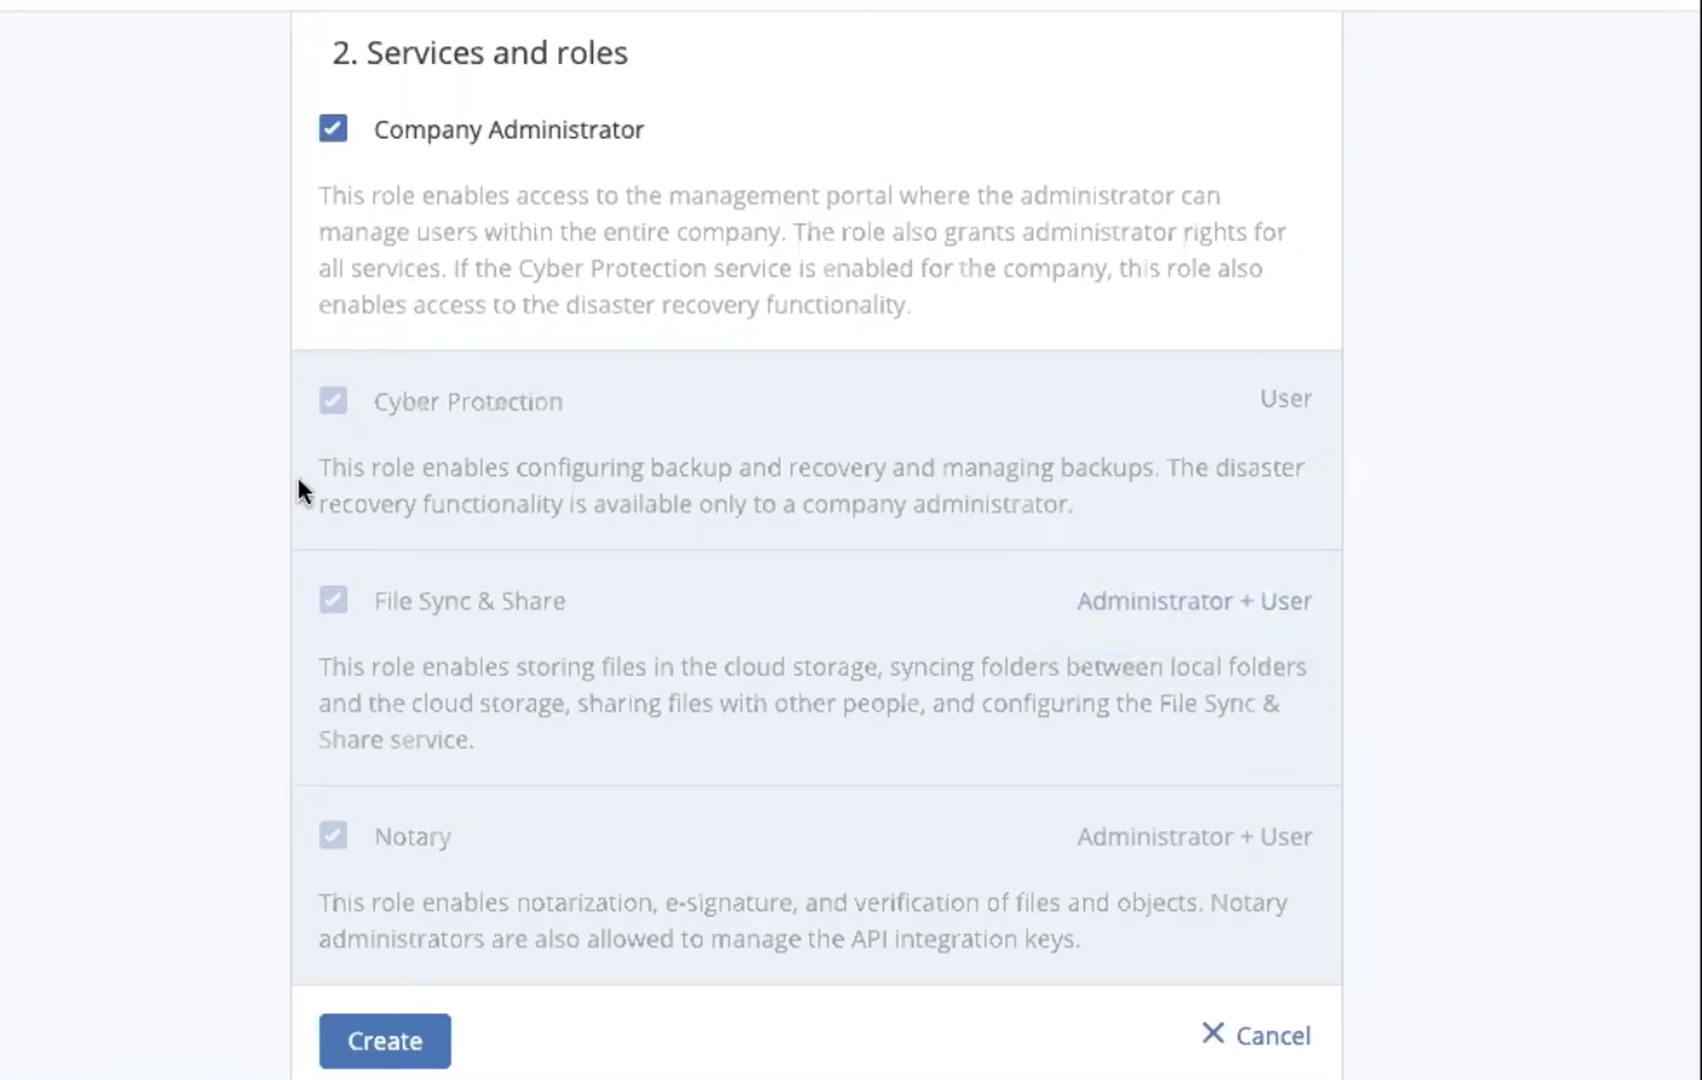 2. Services and roles
Company Administrator
This role enables access to the management portal where the administrator can
manage users within the entire company. The role also grants administrator rights for
all services. If the Cyber Protection service is enabled for the company, this role also
enables access to the disaster recovery functionality.
Cyber Protection User
This role enables configuring backup and recovery and managing backups. The disaster
recovery functionality is available only to a company administrator.
File Sync & Share Administrator + User
This role enables storing files in the cloud storage, syncing folders between local folders
and the cloud storage, sharing files with other people, and configuring the File Sync &
Share service.
Notary Administrator + User
This role enables notarization, e-signature, and verification of files and objects. Notary
administrators are also allowed to manage the API integration keys.
Create Cancel